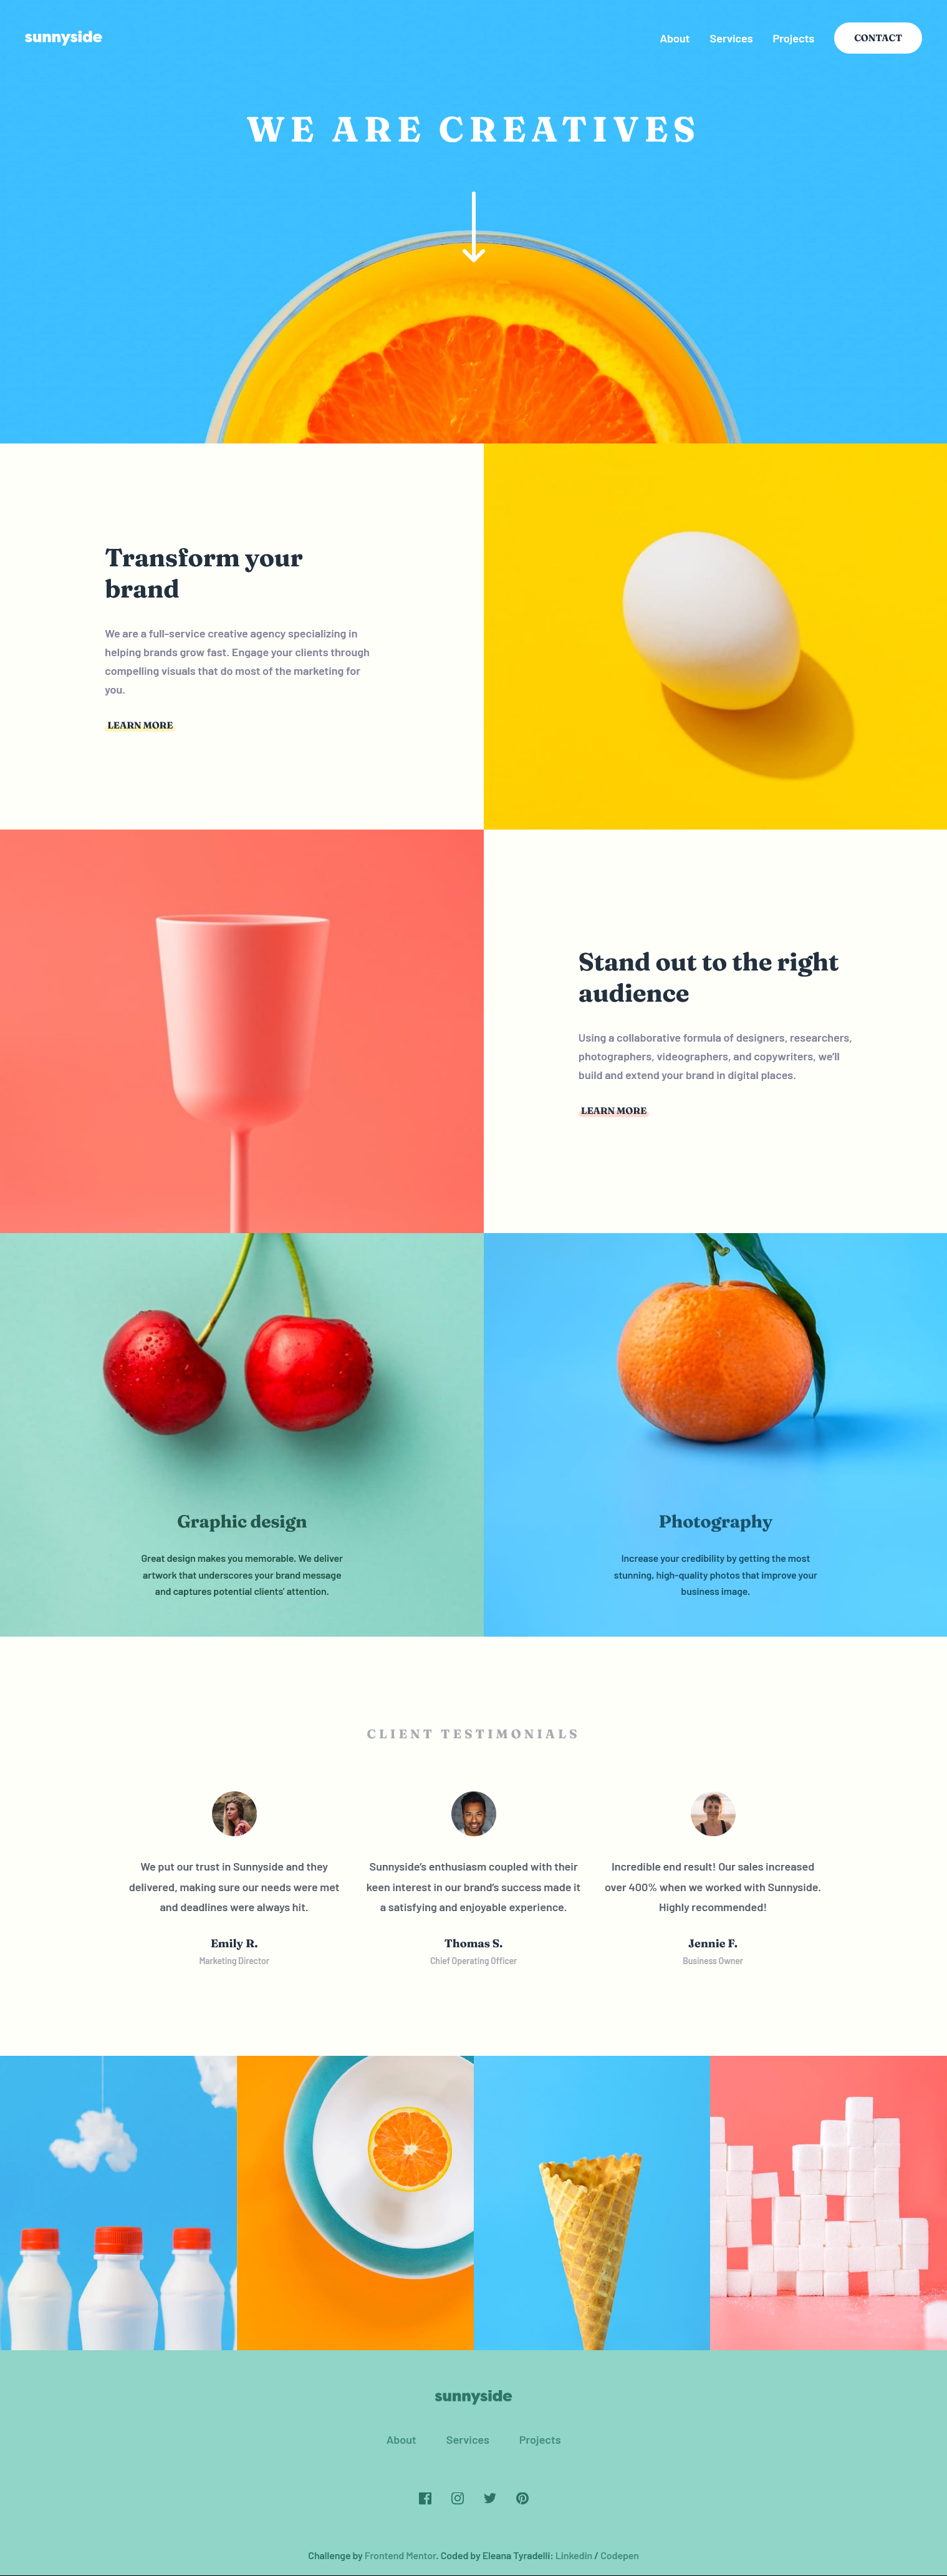 sunnyside
About Services Projects CONTACT
WE ARE CREATIVES
Transform your
brand
We are a full-service creative agency specializing in
helping brands grow fast. Engage your clients through
compelling visuals that do most of the marketing for
you.
LEARN MORE
Stand out to the right
audience
Using a collaborative formula of designers, researchers,
photographers, videographers, and copywriters, we'll
build and extend your brand in digital places.
LEARN MORE
Graphic design
Great design makes you memorable. We deliver
artwork that underscores your brand message
and captures potential clients' attention.
Photography
Increase your credibility by getting the most
stunning, high-quality photos that improve your
business image.
CLIENT TESTIMONIALS
We put our trust in Sunnyside and they
delivered, making sure our needs were met
and deadlines were always hit.
Emily R.
Marketing Director
Sunnyside's enthusiasm coupled with their
keen interest in our brand's success made it
a satisfying and enjoyable experience.
Thomas S.
Chief Operating Officer
Incredible end result! Our sales increased
over 400% when we worked with Sunnyside.
Highly recommended!
Jennie F.
Business Owner
sunnyside
About Services Projects
Challenge by Frontend Mentor. Coded by Eleana Tyradelli: Linkedin / Codepen